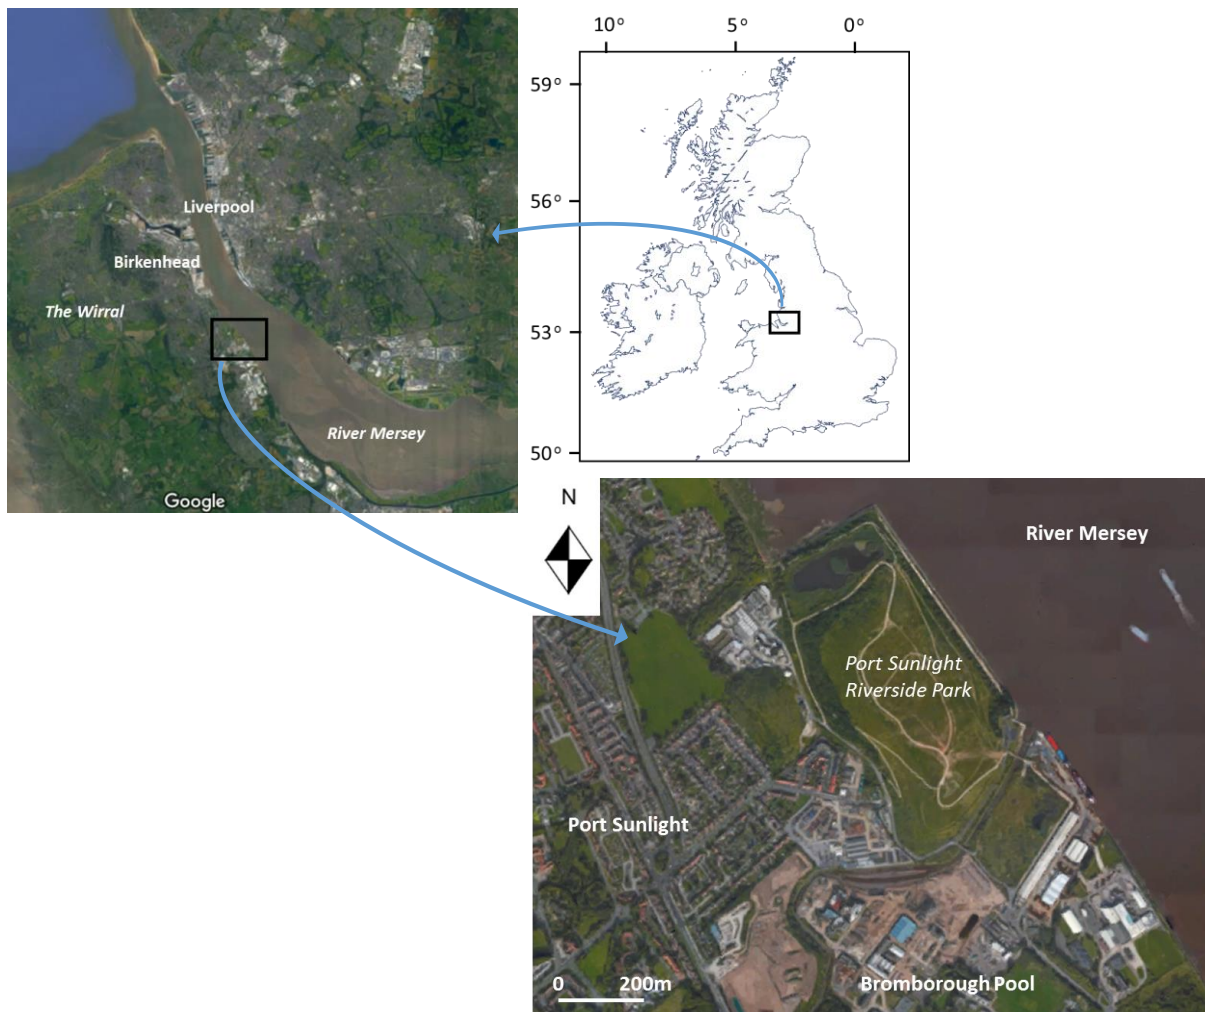 10° 5° 0°
59°
56°
53°
50°
Liverpool
Birkenhead
The Wirral
River Mersey
Google
N
River Mersey
Port Sunlight
Riverside Park
Port Sunlight
Bromborough Pool
0 200m